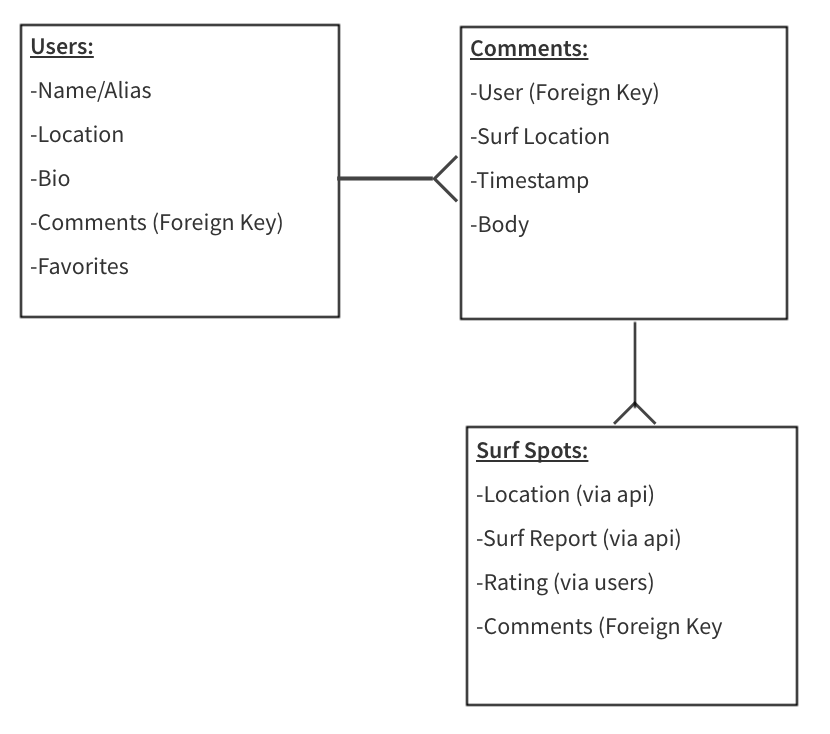 Users:
-Name/Alias
-Location
-Bio
-Comments (Foreign Key)
-Favorites
Comments:
-User (Foreign Key)
-Surf Location
-Timestamp
-Body
Surf Spots:
-Location (via api)
-Surf Report (via api)
-Rating (via users)
-Comments (Foreign Key